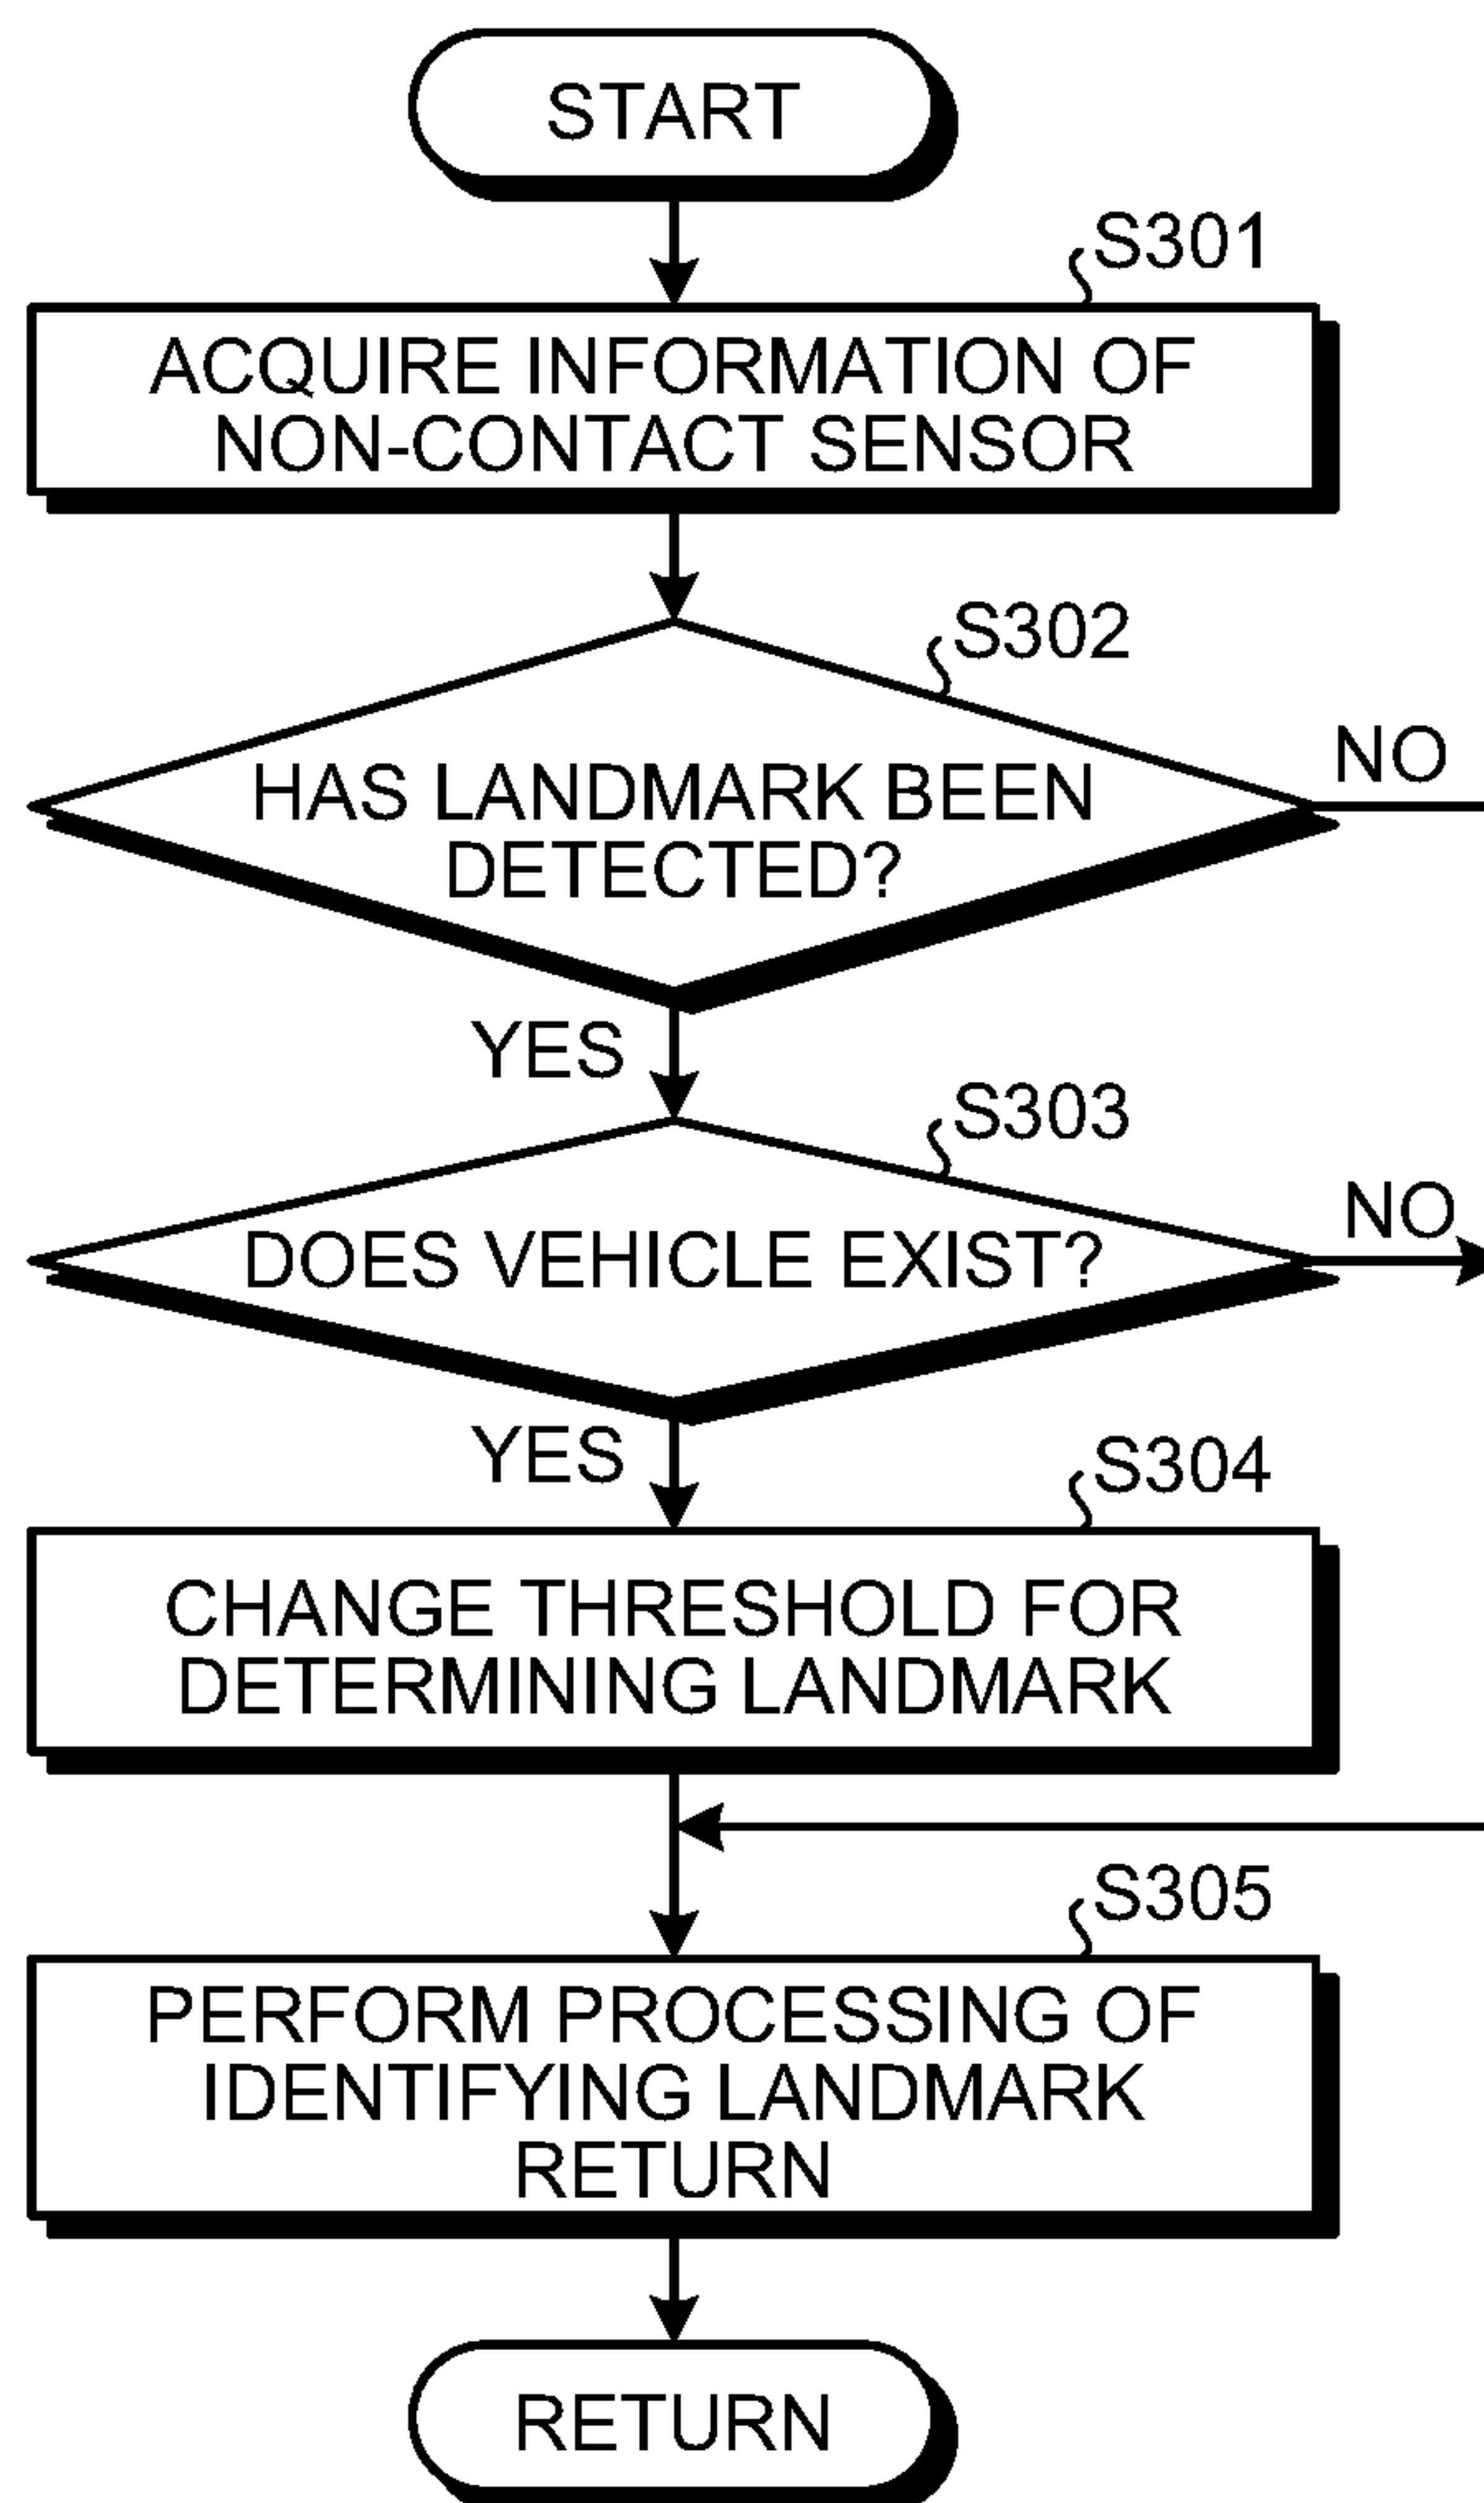 START
S301
ACQUIRE INFORMATION OF
NON-CONTACT SENSOR
S302
NO
HAS LANDMARK BEEN
DETECTED?
YES
S303
NO
DOES VEHICLE EXIST?
YES
S304
CHANGE THRESHOLD FOR
DETERMINING LANDMARK
S305
PERFORM PROCESSING OF
IDENTIFYING LANDMARK
RETURN
RETURN